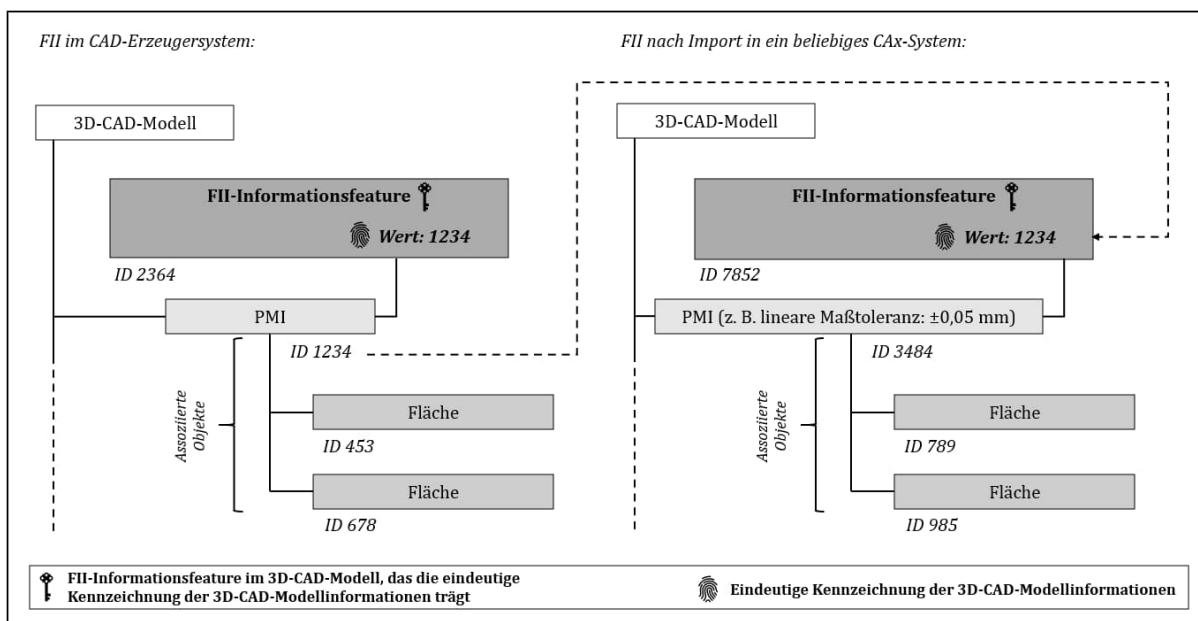 FII im CAD-Erzeugersystem:
3D-CAD-Modell
FII-Informationsfeature
Wert: 1234
ID 2364
PMI
ID 1234
Assoziierte
Objekte
Fläche
ID 453
Fläche
ID 678
FII nach Import in ein beliebiges CAx-System:
3D-CAD-Modell
FII-Informationsfeature
Wert: 1234
ID 7852
PMI (z. B. lineare Maßtoleranz: ±0,05 mm)
ID 3484
Assoziierte
Objekte
Fläche
ID 789
Fläche
ID 985
FII-Informationsfeature im 3D-CAD-Modell, das die eindeutige
Kennzeichnung der 3D-CAD-Modellinformationen trägt
Eindeutige Kennzeichnung der 3D-CAD-Modellinformationen